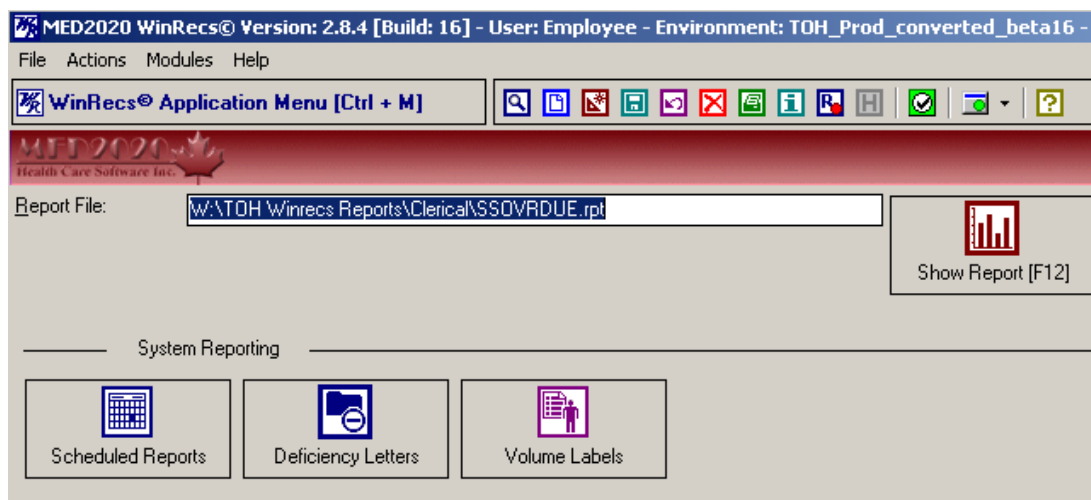 MED2020 WinRecs© Version: 2.8.4 [Build: 16] - User: Employee - Environment: TOH_Prod_converted_beta16 -
File Actions Modules Help
WinRecs© Application Menu [Ctrl + M]
MED2020
Health Care Software Inc.
Report File: W:\TOH Winrecs Reports\Clerical\SSOVRDUE.rpt
Show Report [F12]
System Reporting
Scheduled Reports Deficiency Letters Volume Labels